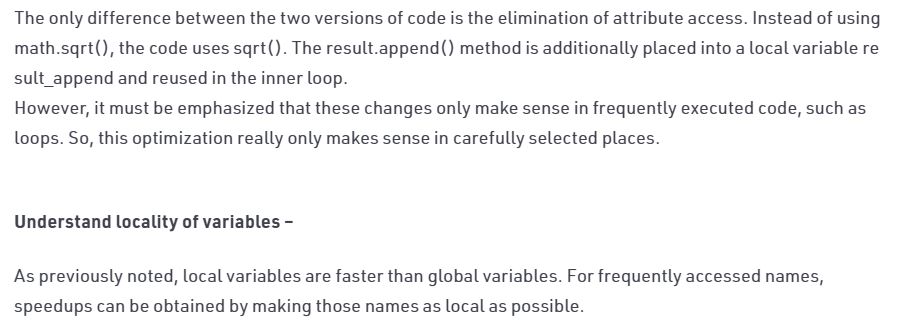 The only difference between the two versions of code is the elimination of attribute access. Instead of using
math.sqrt(), the code uses sqrt(). The result.append() method is additionally placed into a local variable re
sult_append and reused in the inner loop.
However, it must be emphasized that these changes only make sense in frequently executed code, such as
loops. So, this optimization really only makes sense in carefully selected places.
Understand locality of variables –
As previously noted, local variables are faster than global variables. For frequently accessed names,
speedups can be obtained by making those names as local as possible.